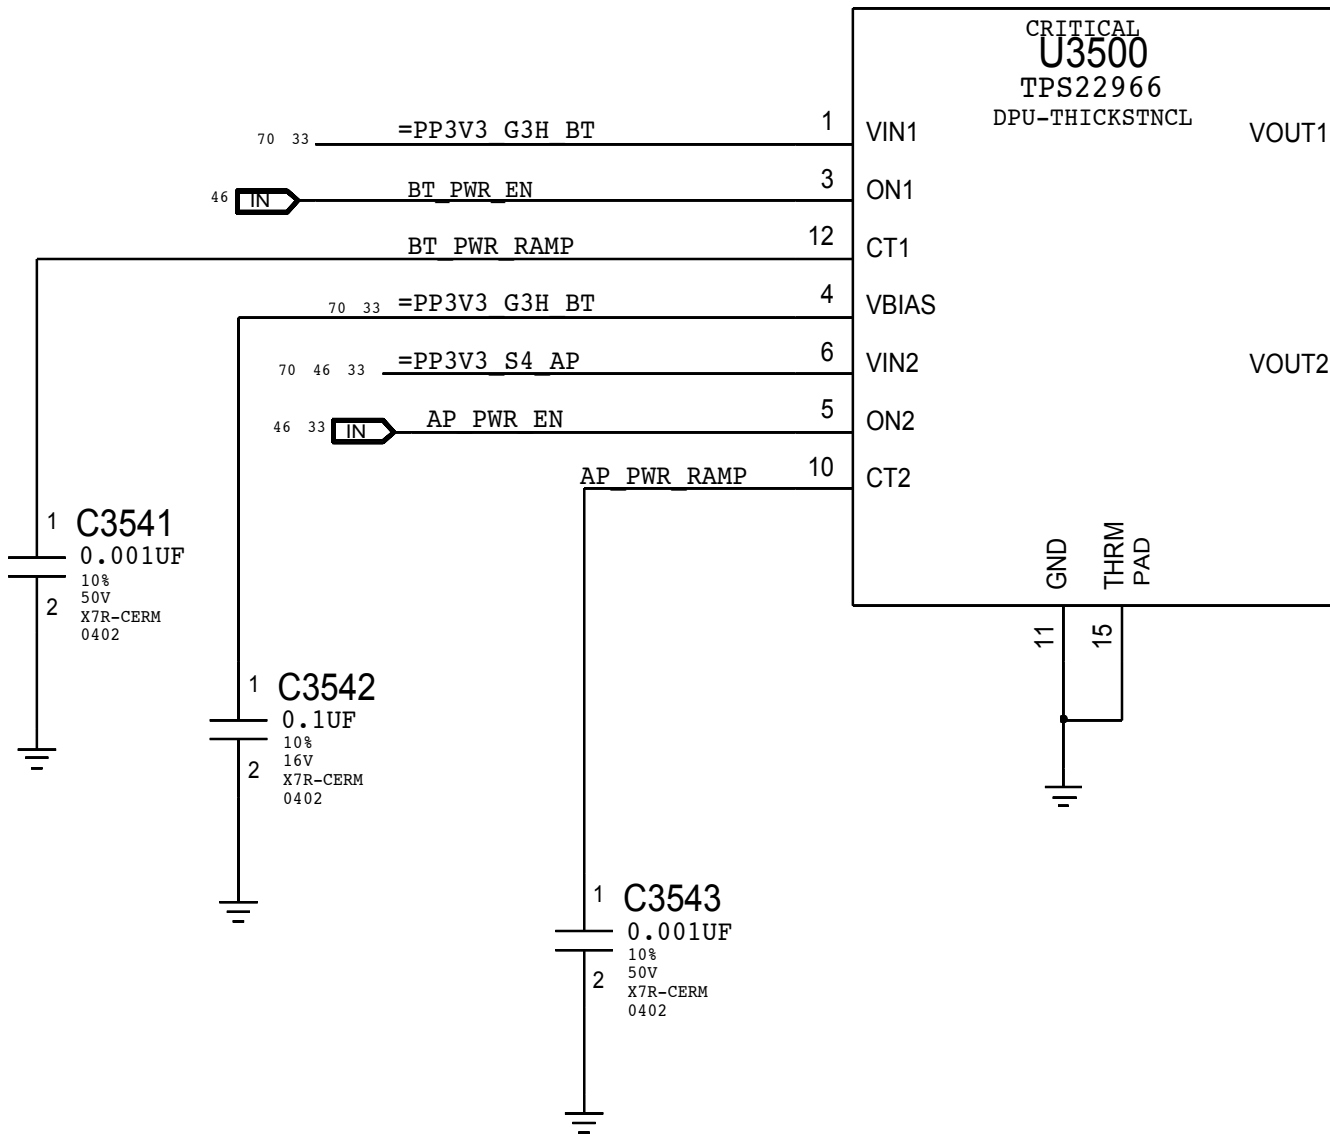 CRITICAL
U3500
TPS22966
DPU-THICKSTNCL
70 33 =PP3V3_G3H_BT 1 VIN1 VOUT1
46 IN BT_PWR_EN 3 ON1
BT_PWR_RAMP 12 CT1
70 33 =PP3V3_G3H_BT 4 VBIAS
70 46 33 =PP3V3_S4_AP 6 VIN2 VOUT2
46 33 IN AP_PWR_EN 5 ON2
AP_PWR_RAMP 10 CT2
GND
THRM
PAD
11
15
1 C3541
0.001UF
10%
50V
2 X7R-CERM
0402
1 C3542
0.1UF
10%
16V
2 X7R-CERM
0402
1 C3543
0.001UF
10%
50V
2 X7R-CERM
0402